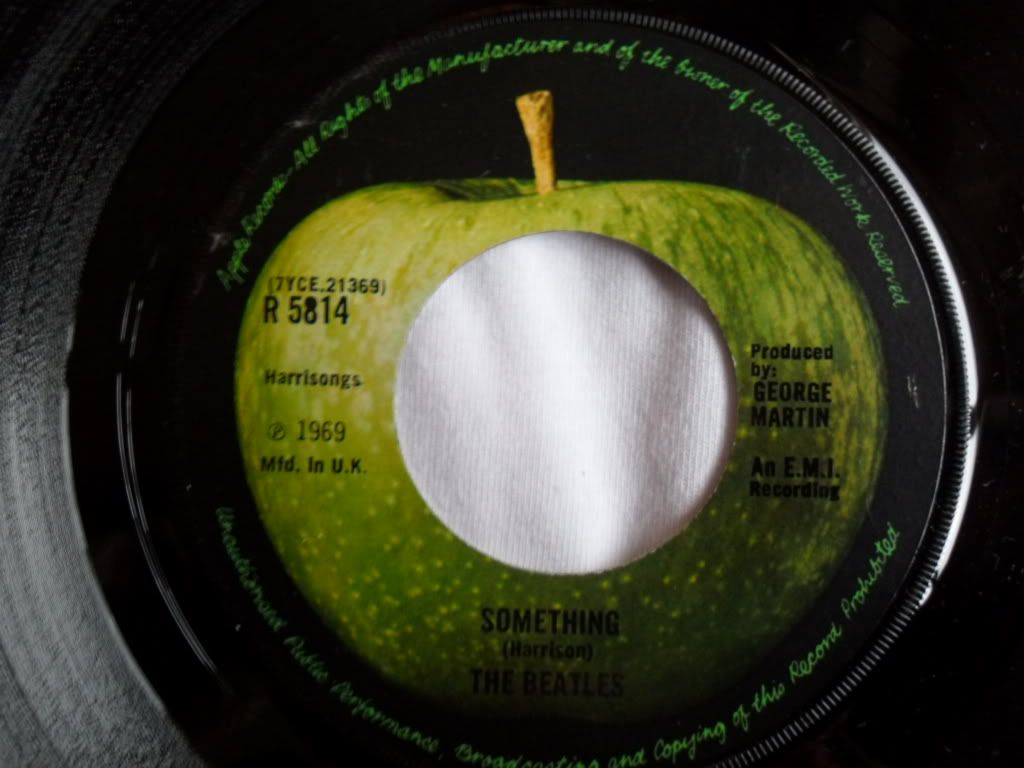 Apple Records - All Rights of the Manufacturer and of the Owner of the Recorded Work Reserved
(7YCE.21369)
R 5814
Harrisongs
℗ 1969
Mfd. In U.K.
Produced
by:
GEORGE
MARTIN
An E.M.I.
Recording
SOMETHING
(Harrison)
THE BEATLES
Unauthorised Public Performance, Broadcasting and Copying of this Record Prohibited